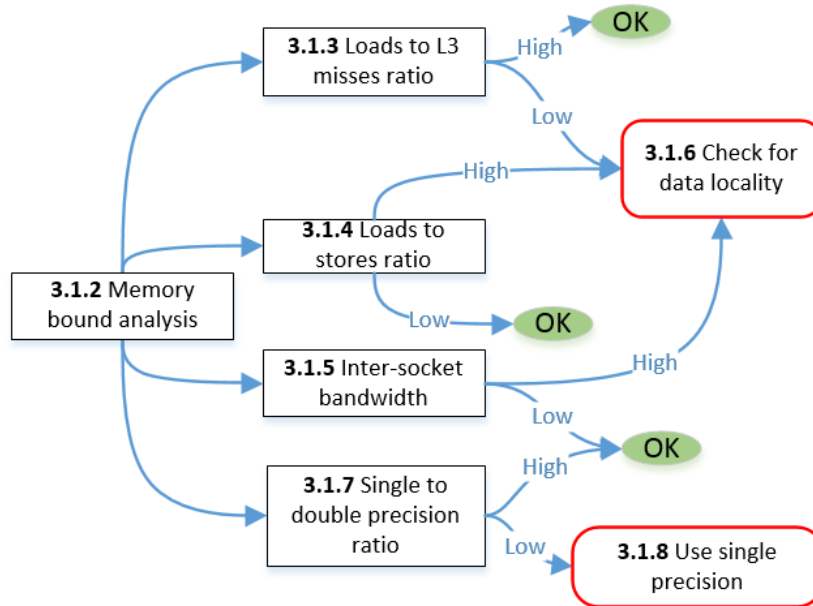 3.1.3 Loads to L3
misses ratio
High
OK
Low
3.1.6 Check for
data locality
High
3.1.4 Loads to
stores ratio
3.1.2 Memory
bound analysis
Low
OK
3.1.5 Inter-socket
bandwidth
High
Low
OK
3.1.7 Single to
double precision
ratio
High
Low
3.1.8 Use single
precision